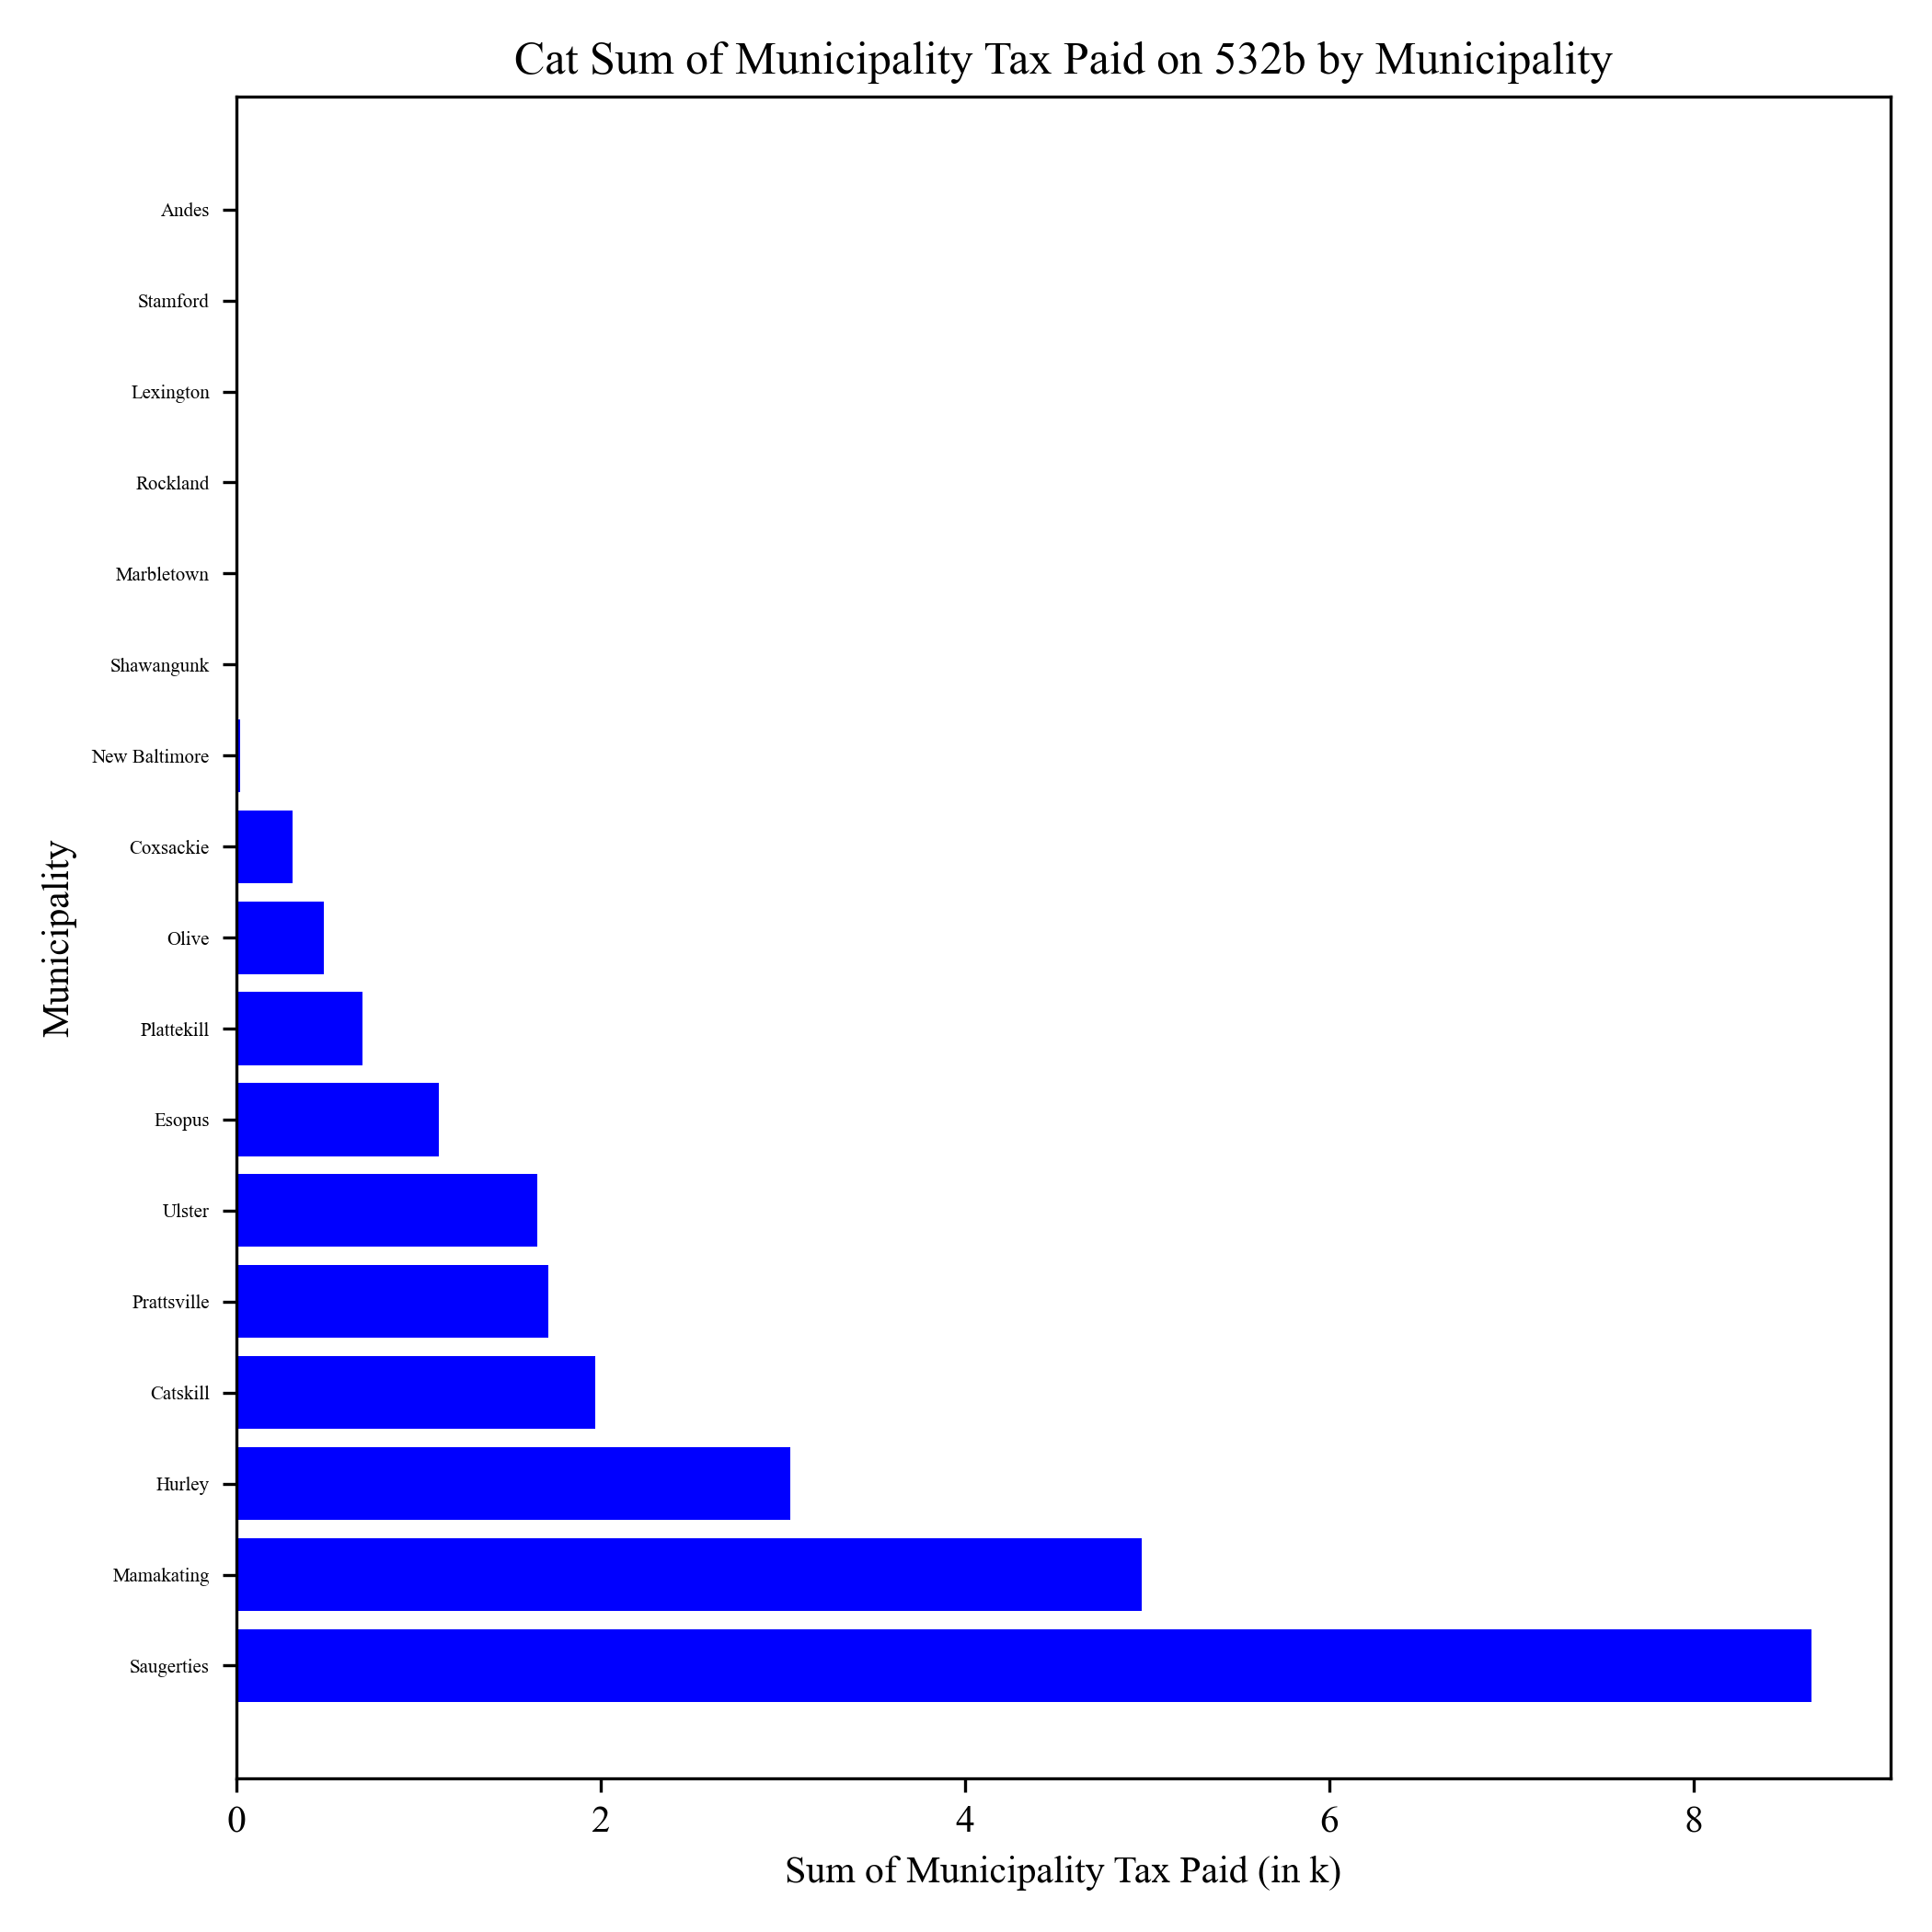 Cat Sum of Municipality Tax Paid on 532b by Municipality
Municipality
Andes
Stamford
Lexington
Rockland
Marbletown
Shawangunk
New Baltimore
Coxsackie
Olive
Plattekill
Esopus
Ulster
Prattsville
Catskill
Hurley
Mamakating
Saugerties
0 2 4 6 8
Sum of Municipality Tax Paid (in k)